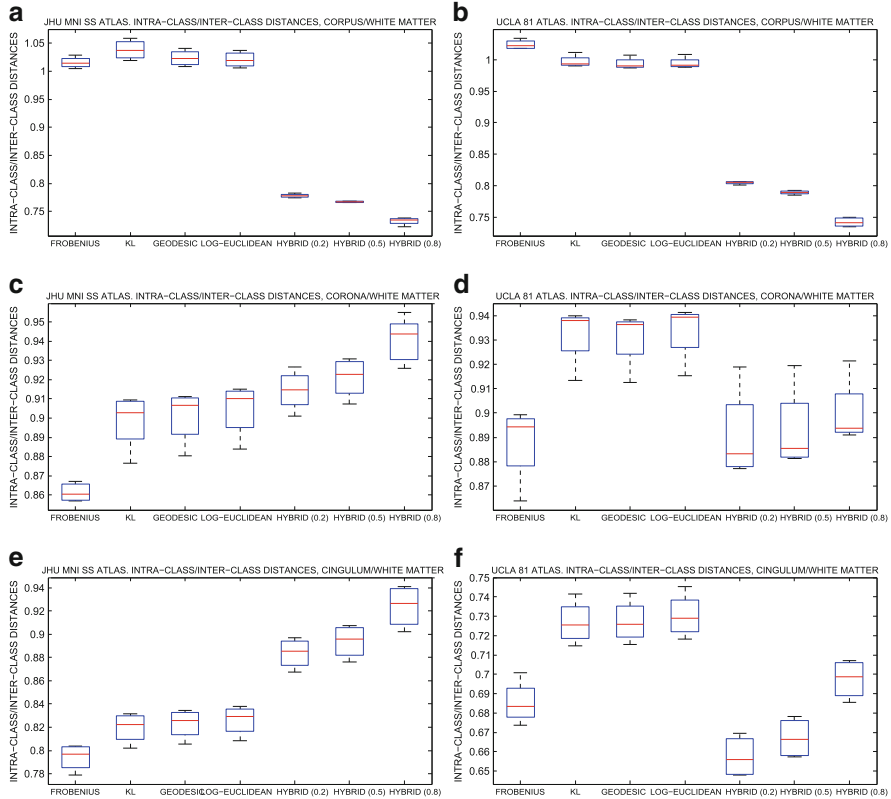 a
JHU MNI SS ATLAS. INTRA−CLASS/INTER−CLASS DISTANCES, CORPUS/WHITE MATTER
INTRA−CLASS/INTER−CLASS DISTANCES
1.05
1
0.95
0.9
0.85
0.8
0.75
FROBENIUS KL GEODESIC LOG−EUCLIDEAN HYBRID (0.2) HYBRID (0.5) HYBRID (0.8)
b
UCLA 81 ATLAS. INTRA−CLASS/INTER−CLASS DISTANCES, CORPUS/WHITE MATTER
INTRA−CLASS/INTER−CLASS DISTANCES
1
0.95
0.9
0.85
0.8
0.75
FROBENIUS KL GEODESIC LOG−EUCLIDEAN HYBRID (0.2) HYBRID (0.5) HYBRID (0.8)
c
JHU MNI SS ATLAS. INTRA−CLASS/INTER−CLASS DISTANCES, CORONA/WHITE MATTER
INTRA−CLASS/INTER−CLASS DISTANCES
0.95
0.94
0.93
0.92
0.91
0.9
0.89
0.88
0.87
0.86
FROBENIUS KL GEODESIC LOG−EUCLIDEAN HYBRID (0.2) HYBRID (0.5) HYBRID (0.8)
d
UCLA 81 ATLAS. INTRA−CLASS/INTER−CLASS DISTANCES, CORONA/WHITE MATTER
INTRA−CLASS/INTER−CLASS DISTANCES
0.94
0.93
0.92
0.91
0.9
0.89
0.88
0.87
FROBENIUS KL GEODESIC LOG−EUCLIDEAN HYBRID (0.2) HYBRID (0.5) HYBRID (0.8)
e
JHU MNI SS ATLAS. INTRA−CLASS/INTER−CLASS DISTANCES, CINGULUM/WHITE MATTER
INTRA−CLASS/INTER−CLASS DISTANCES
0.94
0.92
0.9
0.88
0.86
0.84
0.82
0.8
0.78
FROBENIUS KL GEODESIC LOG−EUCLIDEAN HYBRID (0.2) HYBRID (0.5) HYBRID (0.8)
f
UCLA 81 ATLAS. INTRA−CLASS/INTER−CLASS DISTANCES, CINGULUM/WHITE MATTER
INTRA−CLASS/INTER−CLASS DISTANCES
0.75
0.74
0.73
0.72
0.71
0.7
0.69
0.68
0.67
0.66
0.65
FROBENIUS KL GEODESIC LOG−EUCLIDEAN HYBRID (0.2) HYBRID (0.5) HYBRID (0.8)